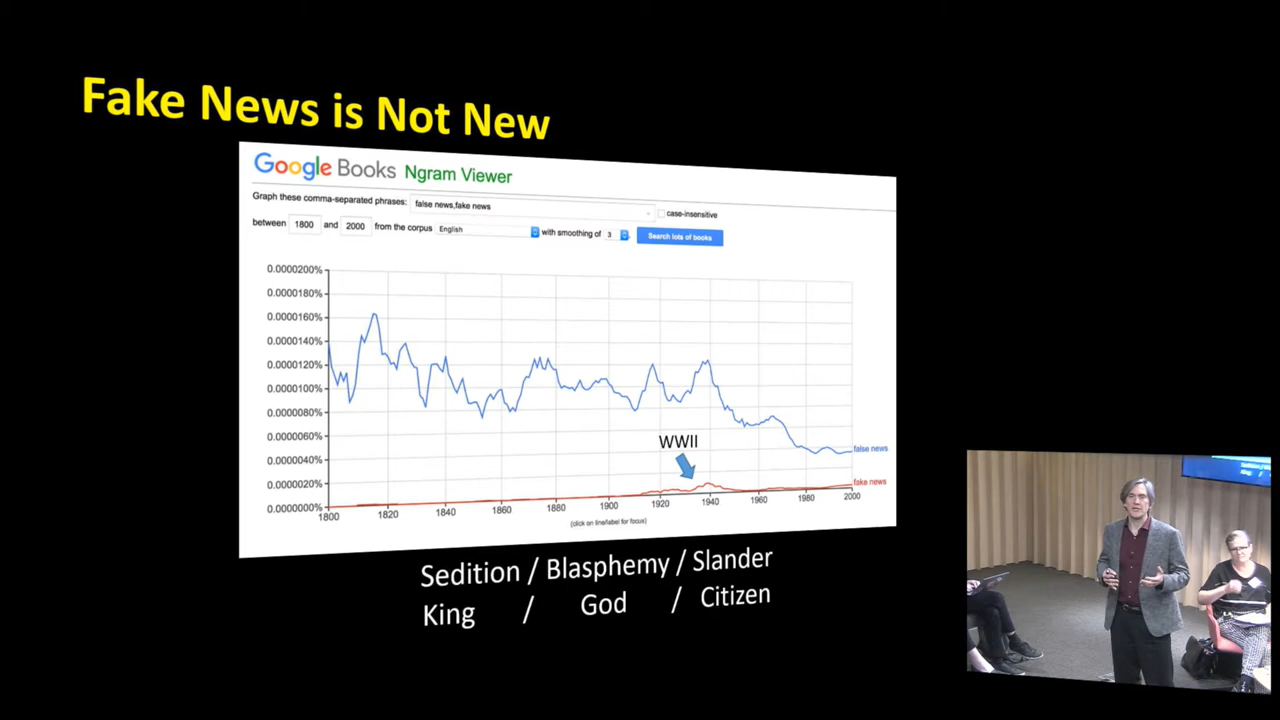 Fake News is Not New
Google Books Ngram Viewer
Graph these comma-separated phrases: false news,fake news case-insensitive
between 1800 and 2000 from the corpus English with smoothing of 3 Search lots of books
0.0000200%
0.0000180%
0.0000160%
0.0000140%
0.0000120%
0.0000100%
0.0000080%
0.0000060%
0.0000040%
0.0000020%
0.0000000%
WWII
false news
fake news
1800 1820 1840 1860 1880 1900 1920 1940 1960 1980 2000
(click on line/label for focus)
Sedition / Blasphemy / Slander
King / God / Citizen